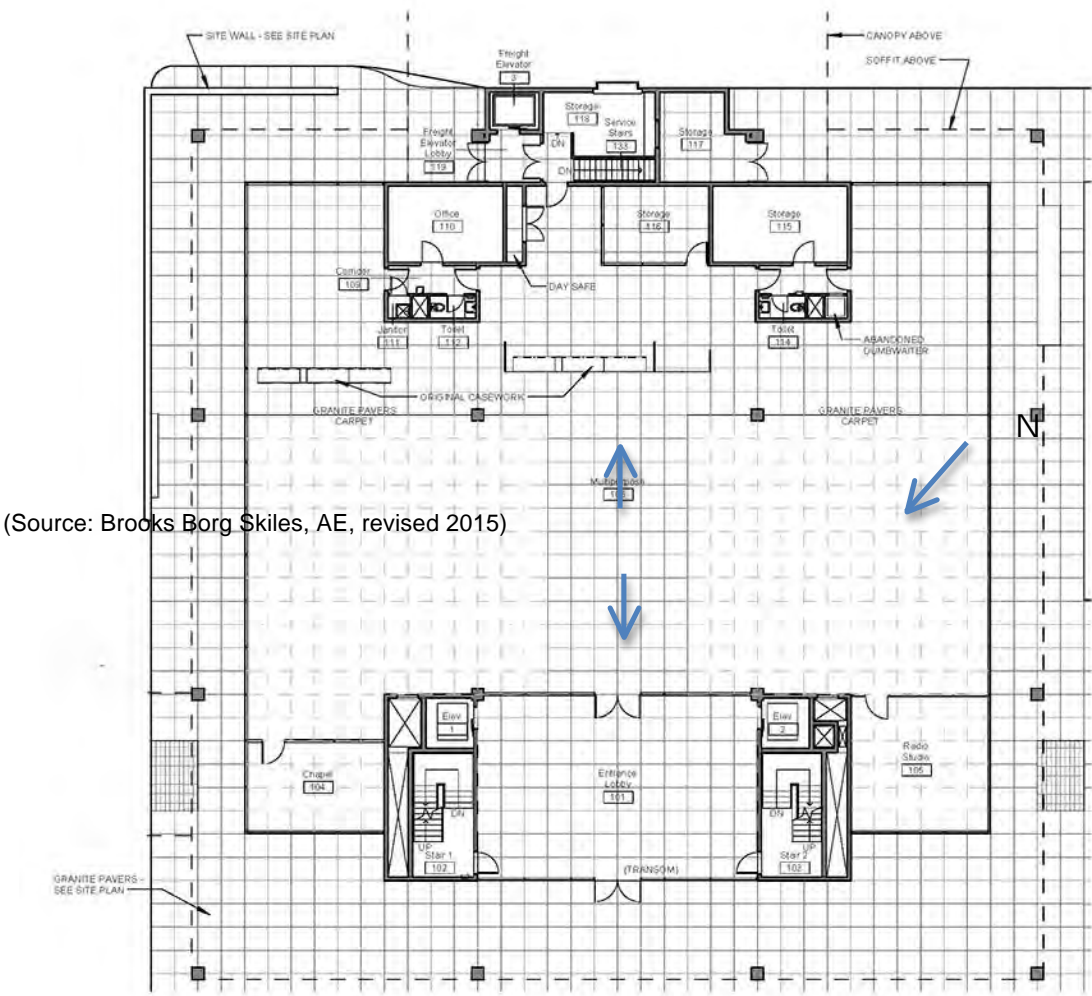 SITE WALL - SEE SITE PLAN
CANOPY ABOVE
SOFFIT ABOVE
Freight
Elevator
3
Storage
118
Service
Stairs
133
Storage
117
Freight
Elevator
Lobby
119
DN
DN
Office
110
Storage
116
Storage
115
Corridor
109
DAY SAFE
Janitor
111
Toilet
112
Toilet
114
ABANDONED
DUMBWAITER
ORIGINAL CASEWORK
GRANITE PAVERS
CARPET
GRANITE PAVERS
CARPET
N
(Source: Brooks Borg Skiles, AE, revised 2015)
Elev
1
Elev
2
Chapel
104
Entrance
Lobby
101
Radio
Studio
105
DN
UP
Stair 1
102
DN
UP
Stair 2
103
(TRANSOM)
GRANITE PAVERS -
SEE SITE PLAN